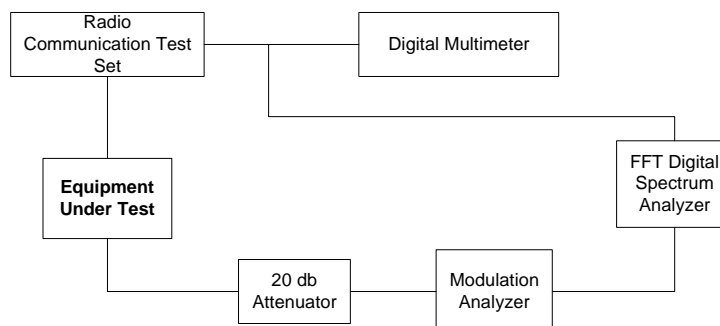 Radio
Communication Test
Set
Digital Multimeter
Equipment
Under Test
FFT Digital
Spectrum
Analyzer
20 db
Attenuator
Modulation
Analyzer